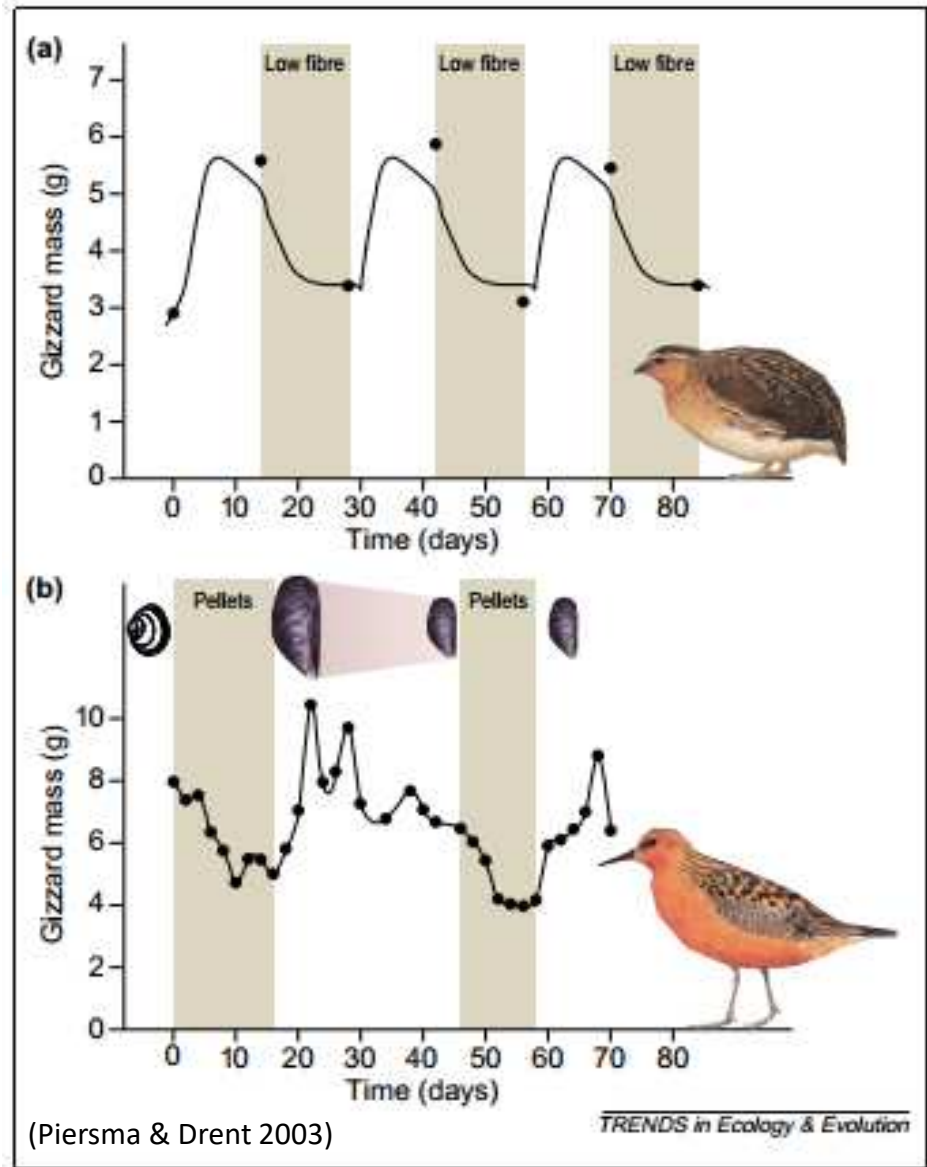 (a)
Low fibre Low fibre Low fibre
7
6
5
4
3
2
1
0
Gizzard mass (g)
0 10 20 30 40 50 60 70 80
Time (days)
(b)
Pellets Pellets
10
8
6
4
2
0
Gizzard mass (g)
0 10 20 30 40 50 60 70 80
Time (days)
(Piersma & Drent 2003)
TRENDS in Ecology & Evolution